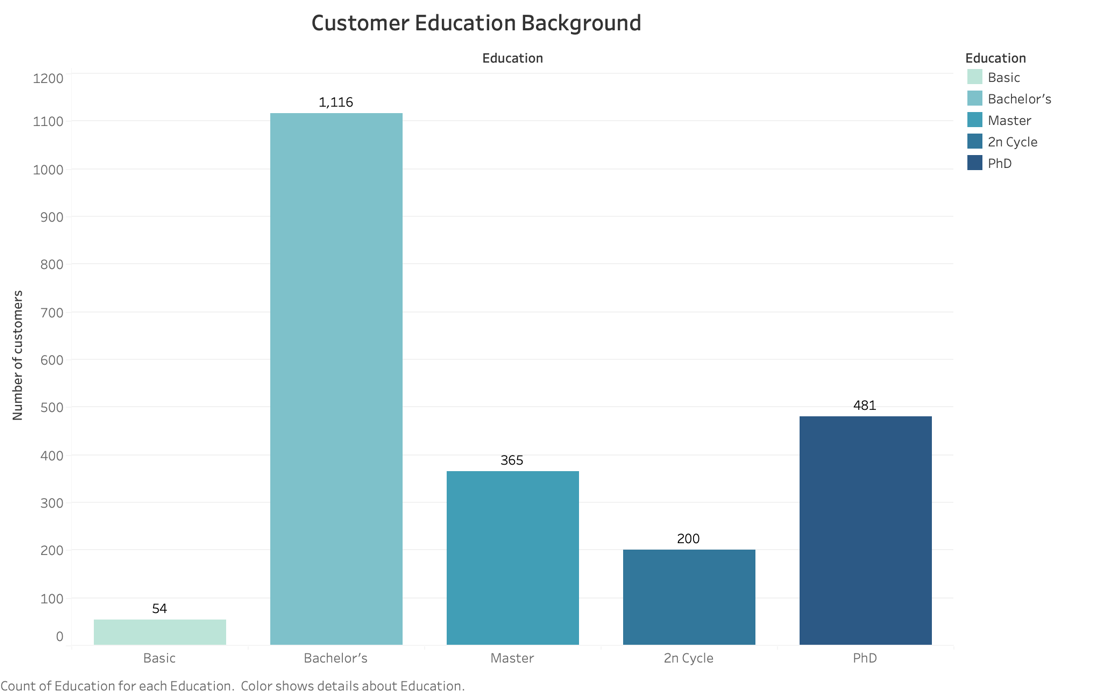 Customer Education Background
Education
Education
Basic
Bachelor’s
Master
2n Cycle
PhD
Number of customers
1200
1100
1000
900
800
700
600
500
400
300
200
100
0
54
1,116
365
200
481
Basic
Bachelor’s
Master
2n Cycle
PhD
Count of Education for each Education.  Color shows details about Education.